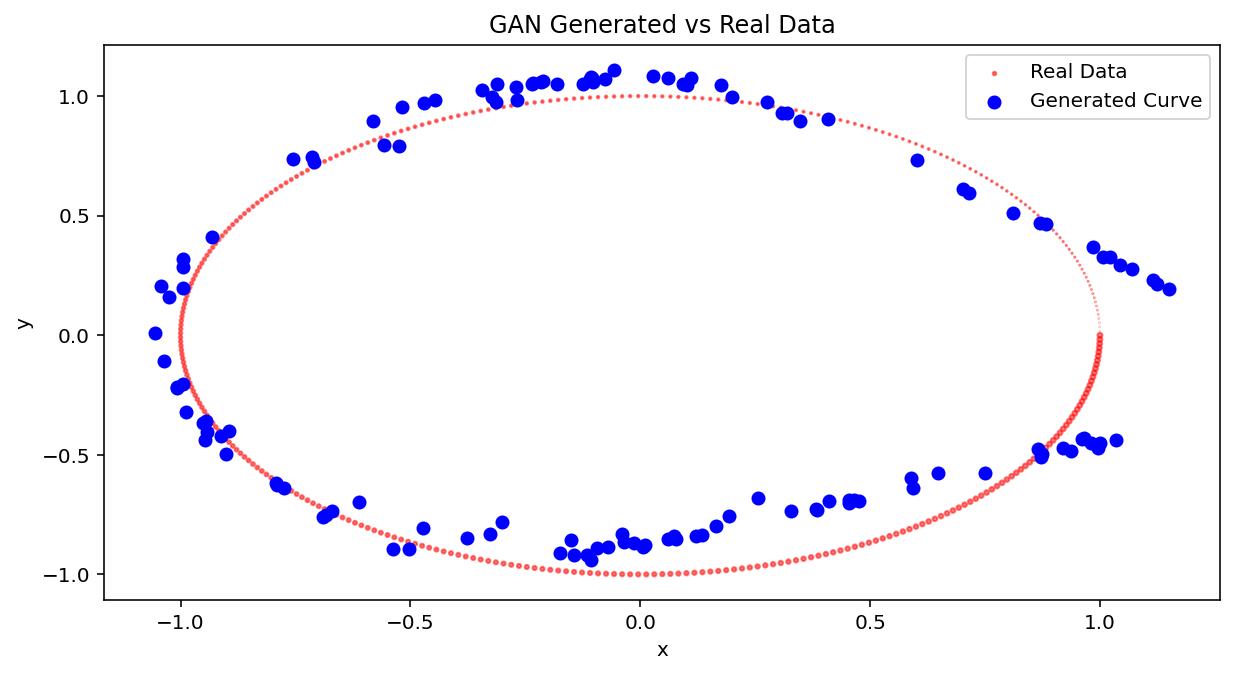 GAN Generated vs Real Data
Real Data
Generated Curve
1.0
0.5
0.0
−0.5
−1.0
y
−1.0 −0.5 0.0 0.5 1.0
x